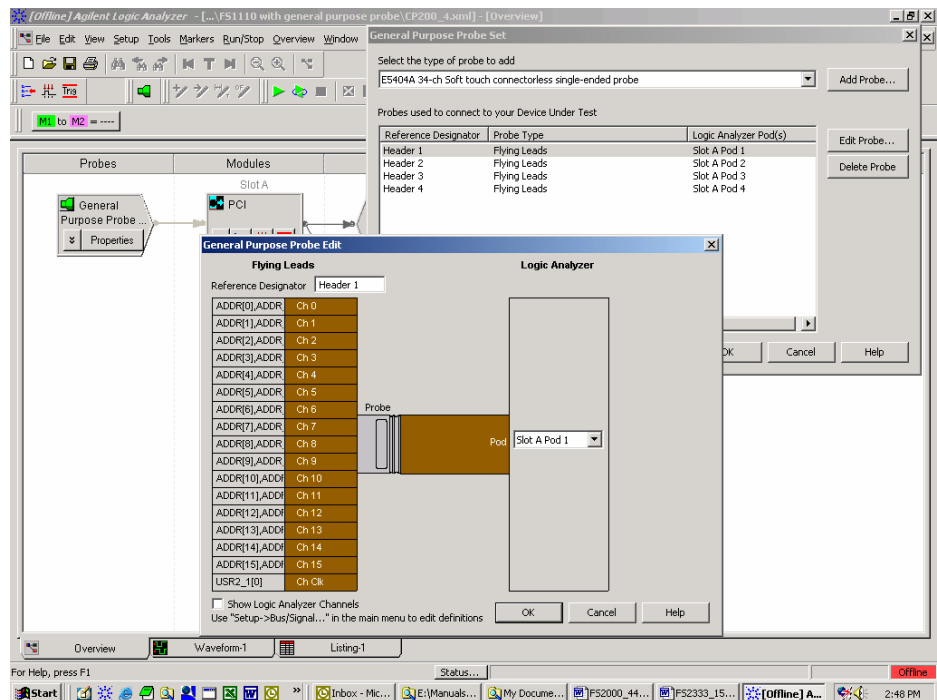 [Offline] Agilent Logic Analyzer - [...\FS1110 with general purpose probe\CP200_4.xml] - [Overview]
File Edit View Setup Tools Markers Run/Stop Overview Window
M1 to M2 = ----
Probes Modules
Slot A
General Purpose Probe ...
Properties
PCI
General Purpose Probe Set
Select the type of probe to add
E5404A 34-ch Soft touch connectorless single-ended probe
Add Probe...
Probes used to connect to your Device Under Test
Reference Designator Probe Type Logic Analyzer Pod(s)
Header 1 Flying Leads Slot A Pod 1
Header 2 Flying Leads Slot A Pod 2
Header 3 Flying Leads Slot A Pod 3
Header 4 Flying Leads Slot A Pod 4
Edit Probe...
Delete Probe
Cancel Help
General Purpose Probe Edit
Flying Leads Logic Analyzer
Reference Designator Header 1
ADDR[0],ADDR Ch 0
ADDR[1],ADDR Ch 1
ADDR[2],ADDR Ch 2
ADDR[3],ADDR Ch 3
ADDR[4],ADDR Ch 4
ADDR[5],ADDR Ch 5
ADDR[6],ADDR Ch 6
ADDR[7],ADDR Ch 7
ADDR[8],ADDR Ch 8
ADDR[9],ADDR Ch 9
ADDR[10],ADDR Ch 10
ADDR[11],ADDR Ch 11
ADDR[12],ADDR Ch 12
ADDR[13],ADDR Ch 13
ADDR[14],ADDR Ch 14
ADDR[15],ADDR Ch 15
USR2_1[0] Ch Clk
Probe
Pod Slot A Pod 1
Show Logic Analyzer Channels
Use "Setup->Bus/Signal..." in the main menu to edit definitions
OK Cancel Help
Overview Waveform-1 Listing-1
For Help, press F1 Status... Offline
Start Inbox - Mic... E:\Manuals... My Docume... FS2000_44... FS2333_15... [Offline] A... 2:48 PM